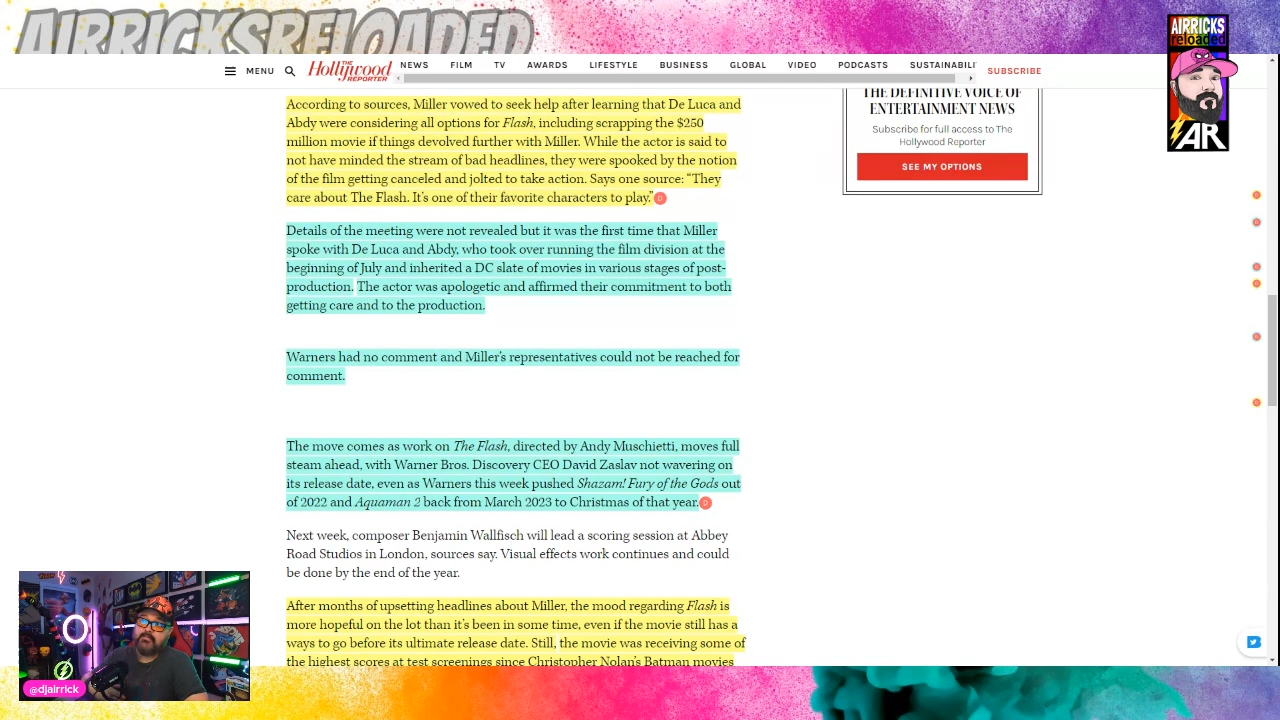 AIRRICKSRELOADED
AIRRICKS
reloaded
AR
MENU
The Hollywood REPORTER
NEWS FILM TV AWARDS LIFESTYLE BUSINESS GLOBAL VIDEO PODCASTS SUSTAINABILI
SUBSCRIBE
According to sources, Miller vowed to seek help after learning that De Luca and
Abdy were considering all options for Flash, including scrapping the $250
million movie if things devolved further with Miller. While the actor is said to
not have minded the stream of bad headlines, they were spooked by the notion
of the film getting canceled and jolted to take action. Says one source: “They
care about The Flash. It’s one of their favorite characters to play.”
Details of the meeting were not revealed but it was the first time that Miller
spoke with De Luca and Abdy, who took over running the film division at the
beginning of July and inherited a DC slate of movies in various stages of post-
production. The actor was apologetic and affirmed their commitment to both
getting care and to the production.
Warners had no comment and Miller’s representatives could not be reached for
comment.
The move comes as work on The Flash, directed by Andy Muschietti, moves full
steam ahead, with Warner Bros. Discovery CEO David Zaslav not wavering on
its release date, even as Warners this week pushed Shazam! Fury of the Gods out
of 2022 and Aquaman 2 back from March 2023 to Christmas of that year.
Next week, composer Benjamin Wallfisch will lead a scoring session at Abbey
Road Studios in London, sources say. Visual effects work continues and could
be done by the end of the year.
After months of upsetting headlines about Miller, the mood regarding Flash is
more hopeful on the lot than it’s been in some time, even if the movie still has a
ways to go before its ultimate release date. Still, the movie was receiving some of
the highest scores at test screenings since Christopher Nolan’s Batman movies
THE DEFINITIVE VOICE OF
ENTERTAINMENT NEWS
Subscribe for full access to The
Hollywood Reporter
SEE MY OPTIONS
@djairrick